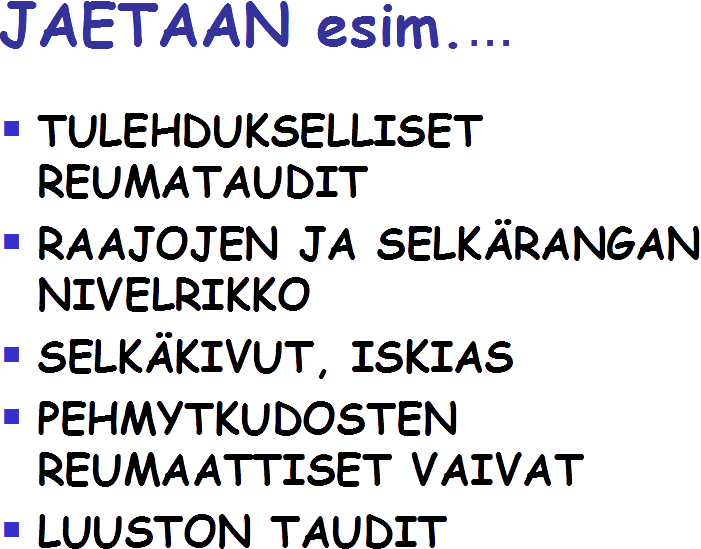 JAETAAN esim.…
▪ TULEHDUKSELLISET
REUMATAUDIT
▪ RAAJOJEN JA SELKÄRANGAN
NIVELRIKKO
▪ SELKÄKIVUT, ISKIAS
▪ PEHMYTKUDOSTEN
REUMAATTISET VAIVAT
▪ LUUSTON TAUDIT